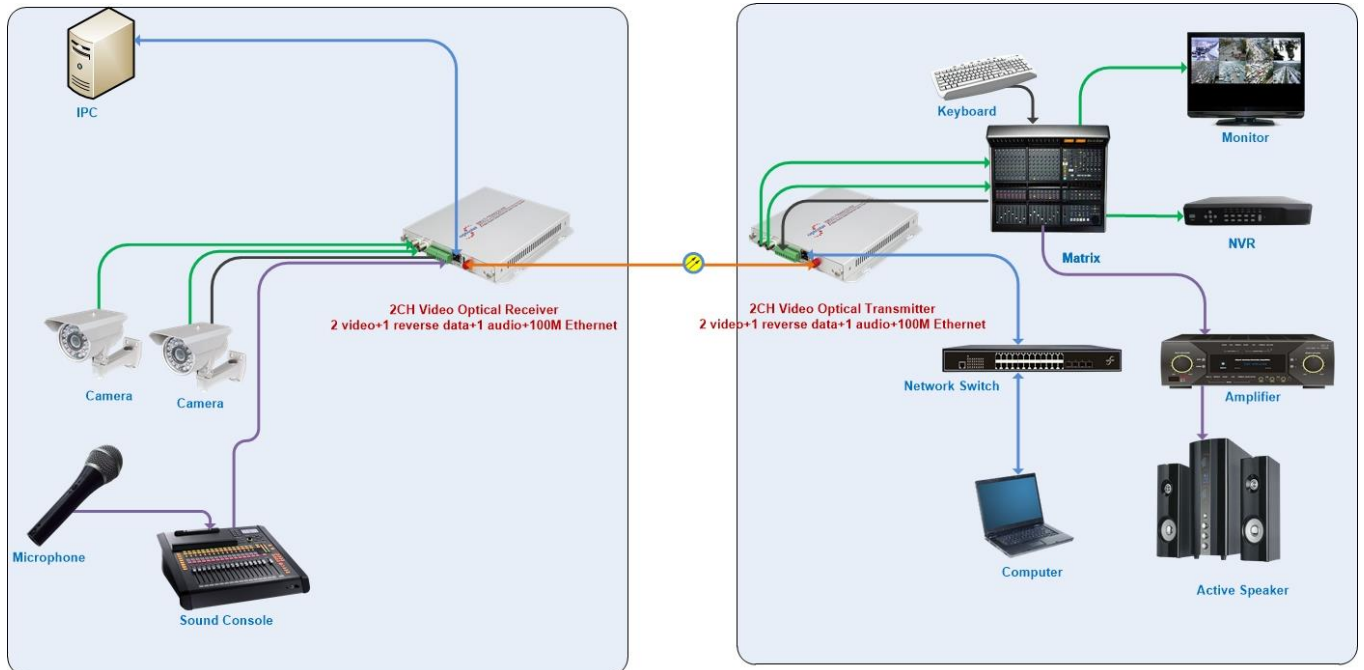 IPC
2CH Video Optical Receiver
2 video+1 reverse data+1 audio+100M Ethernet
Camera
Camera
Microphone
Sound Console
Keyboard
Monitor
NVR
Matrix
2CH Video Optical Transmitter
2 video+1 reverse data+1 audio+100M Ethernet
Network Switch
Amplifier
Computer
Active Speaker